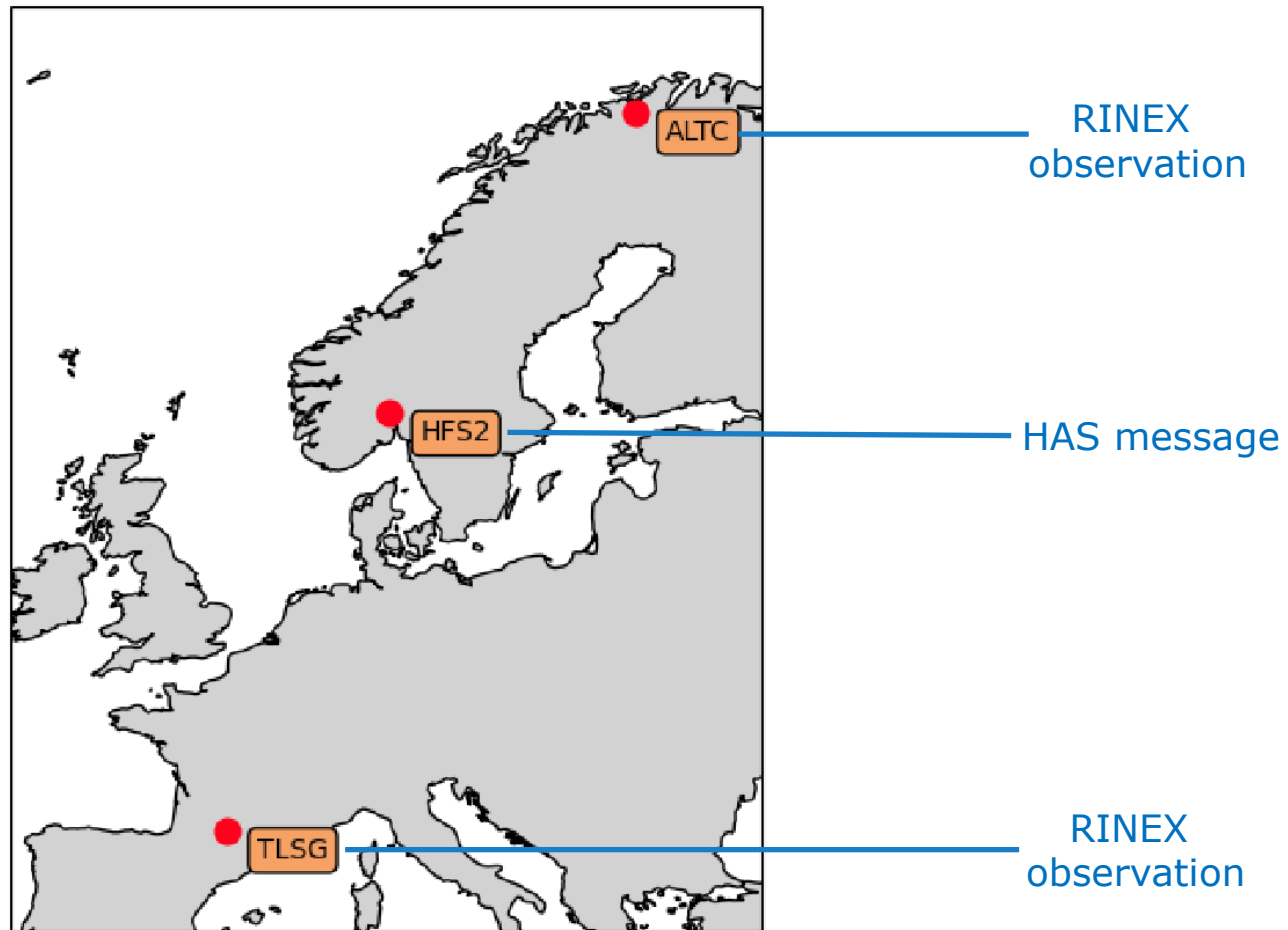 ALTC
RINEX
observation
HFS2
HAS message
TLSG
RINEX
observation